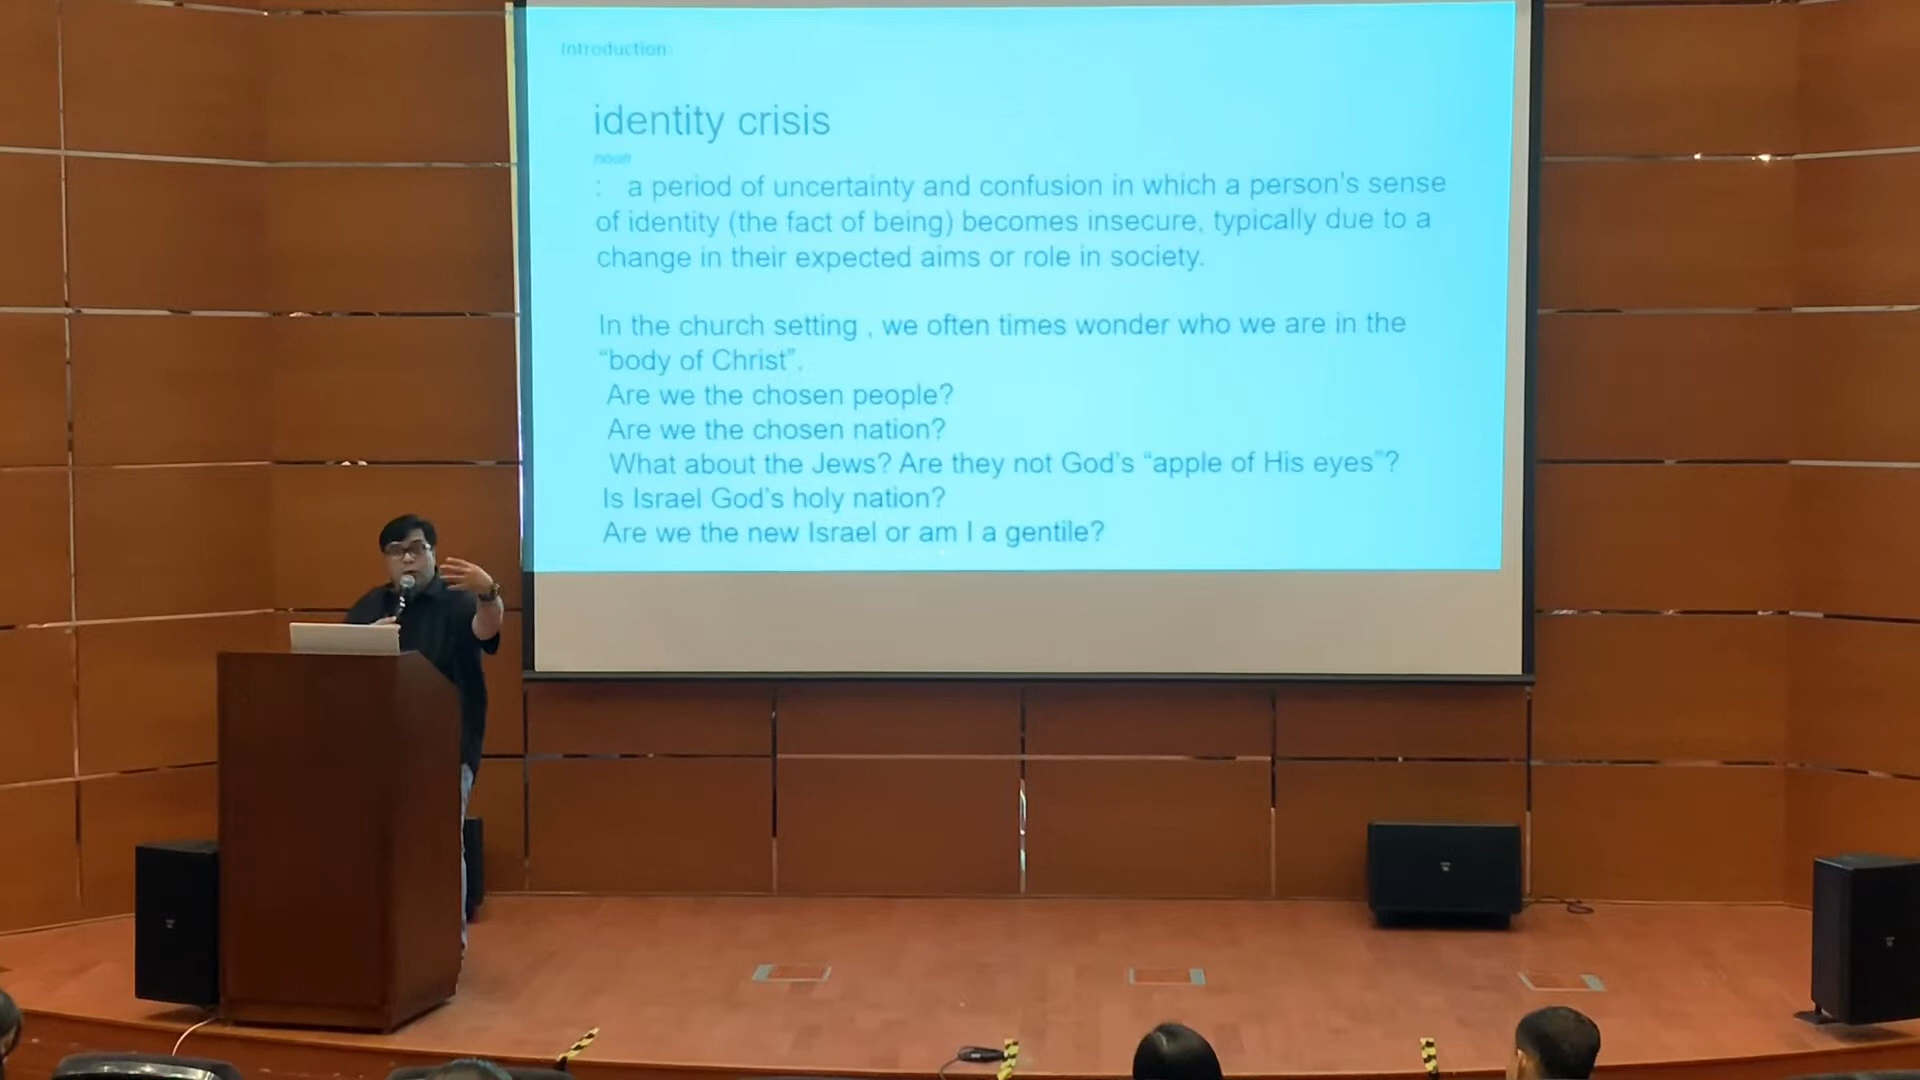 Introduction
identity crisis
noun
: a period of uncertainty and confusion in which a person's sense
of identity (the fact of being) becomes insecure, typically due to a
change in their expected aims or role in society.
In the church setting , we often times wonder who we are in the
“body of Christ”.
Are we the chosen people?
Are we the chosen nation?
What about the Jews? Are they not God’s “apple of His eyes”?
Is Israel God’s holy nation?
Are we the new Israel or am I a gentile?